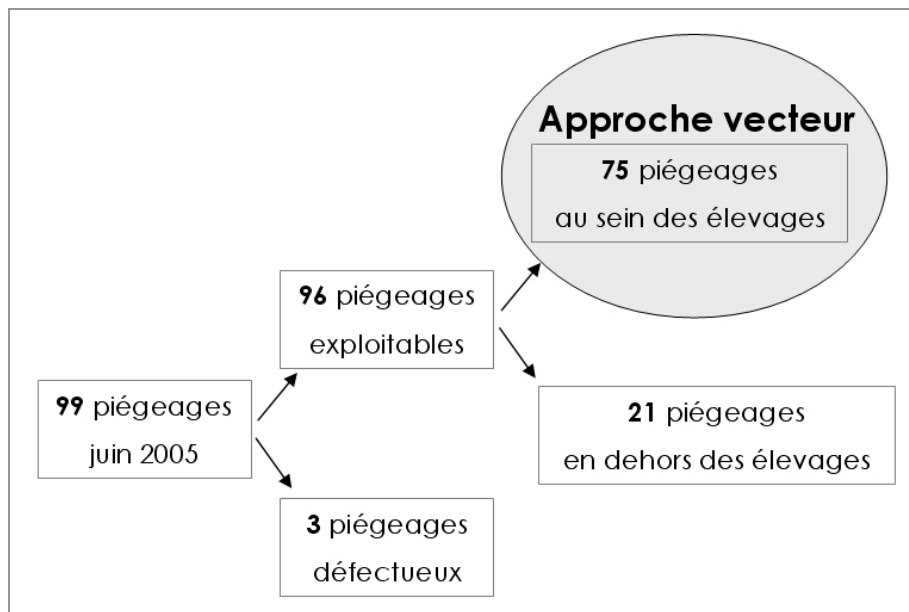 Approche vecteur
75 piégeages
au sein des élevages
96 piégeages
exploitables
99 piégeages
juin 2005
21 piégeages
en dehors des élevages
3 piégeages
défectueux